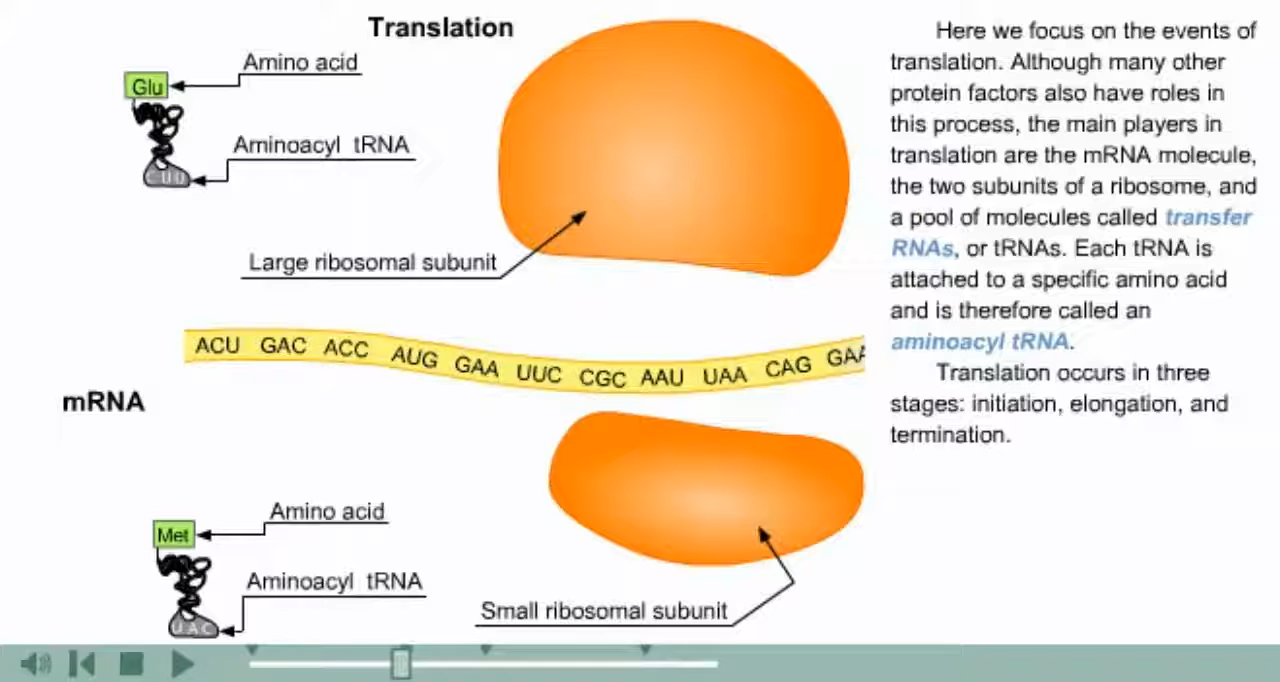 Translation
Amino acid
Glu
Aminoacyl tRNA
CUU
Large ribosomal subunit
ACU GAC ACC AUG GAA UUC CGC AAU UAA CAG GAA
mRNA
Amino acid
Met
Aminoacyl tRNA
UAC
Small ribosomal subunit
Here we focus on the events of
translation. Although many other
protein factors also have roles in
this process, the main players in
translation are the mRNA molecule,
the two subunits of a ribosome, and
a pool of molecules called transfer
RNAs, or tRNAs. Each tRNA is
attached to a specific amino acid
and is therefore called an
aminoacyl tRNA.
Translation occurs in three
stages: initiation, elongation, and
termination.